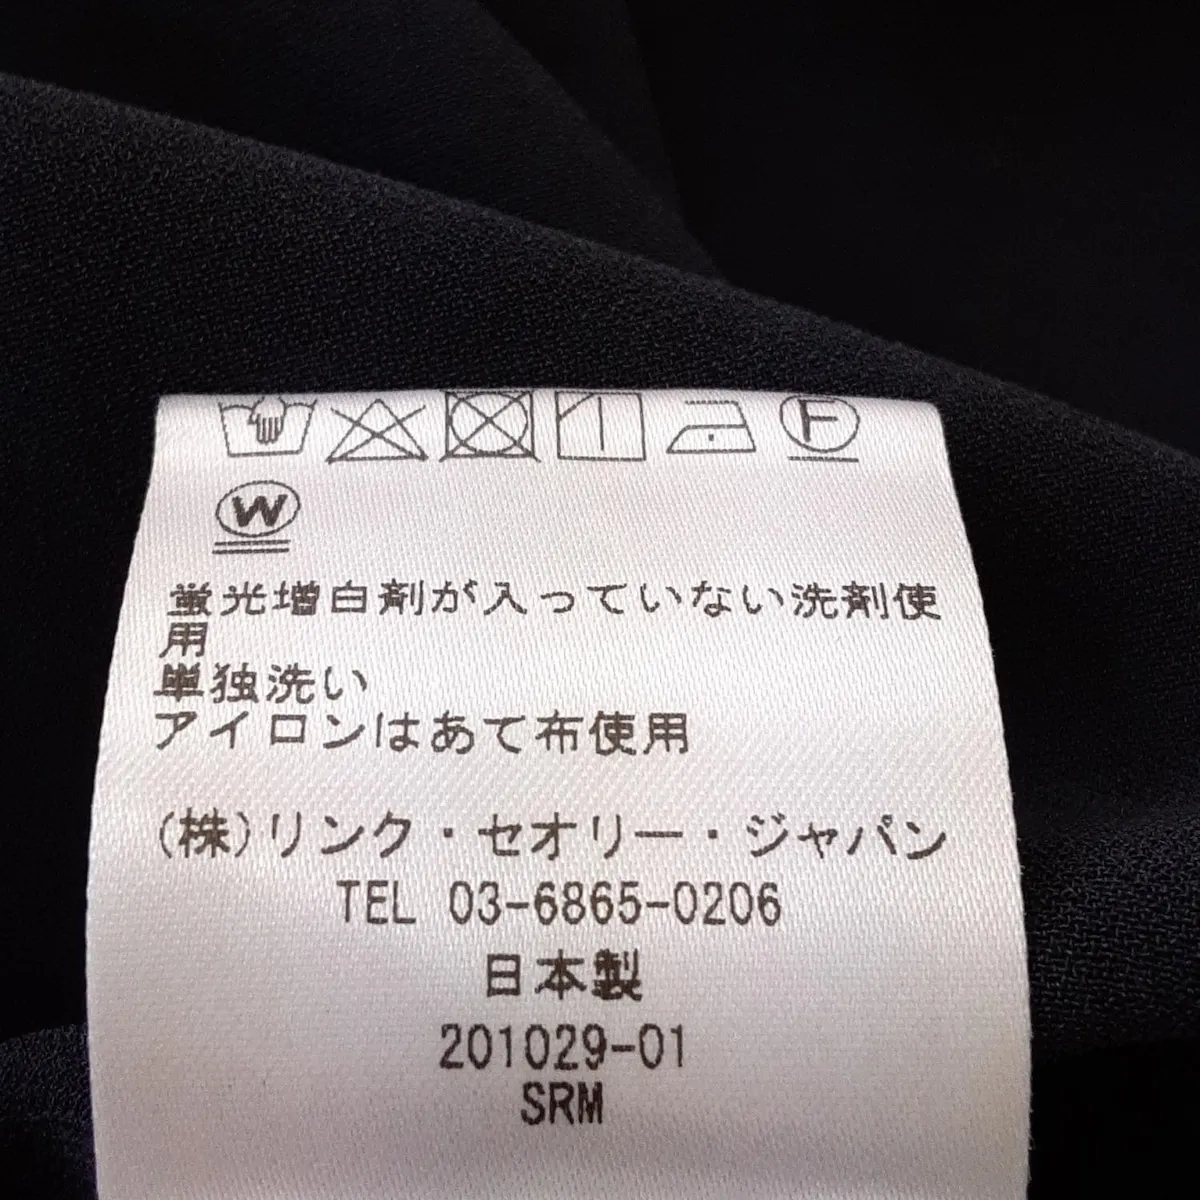 F
W
蛍光増白剤が入っていない洗剤使
用
単独洗い
アイロンはあて布使用
(株)リンク・セオリー・ジャパン
TEL 03-6865-0206
日本製
201029-01
SRM